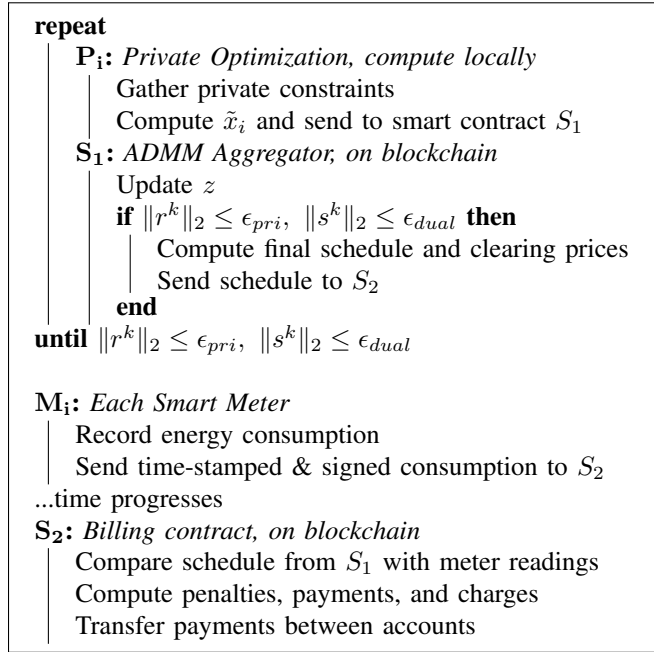 repeat
P_i: Private Optimization, compute locally
Gather private constraints
Compute x̃_i and send to smart contract S_1
S_1: ADMM Aggregator, on blockchain
Update z
if ‖r^k‖_2 ≤ ϵ_pri, ‖s^k‖_2 ≤ ϵ_dual then
Compute final schedule and clearing prices
Send schedule to S_2
end
until ‖r^k‖_2 ≤ ϵ_pri, ‖s^k‖_2 ≤ ϵ_dual
M_i: Each Smart Meter
Record energy consumption
Send time-stamped & signed consumption to S_2
...time progresses
S_2: Billing contract, on blockchain
Compare schedule from S_1 with meter readings
Compute penalties, payments, and charges
Transfer payments between accounts